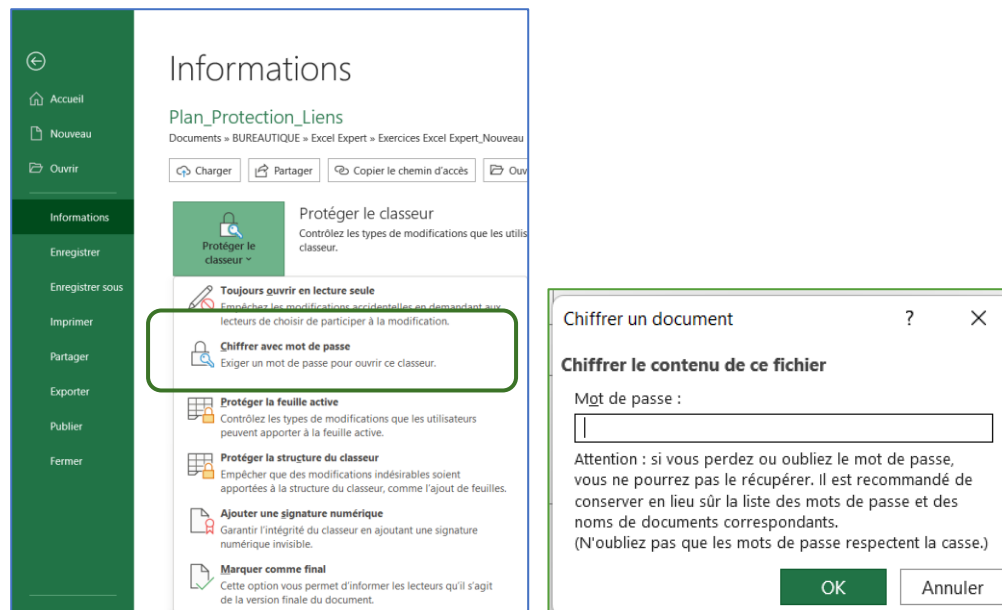 Accueil
Nouveau
Ouvrir
Informations
Enregistrer
Enregistrer sous
Imprimer
Partager
Exporter
Publier
Fermer
Informations
Plan_Protection_Liens
Documents » BUREAUTIQUE » Excel Expert » Exercices Excel Expert_Nouveau
Charger
Partager
Copier le chemin d'accès
Ouv
Protéger le
classeur
Protéger le classeur
Contrôlez les types de modifications que les utilis
classeur.
Toujours ouvrir en lecture seule
Empêchez les modifications accidentelles en demandant aux
lecteurs de choisir de participer à la modification.
Chiffrer avec mot de passe
Exiger un mot de passe pour ouvrir ce classeur.
Protéger la feuille active
Contrôlez les types de modifications que les utilisateurs
peuvent apporter à la feuille active.
Protéger la structure du classeur
Empêcher que des modifications indésirables soient
apportées à la structure du classeur, comme l'ajout de feuilles.
Ajouter une signature numérique
Garantir l'intégrité du classeur en ajoutant une signature
numérique invisible.
Marquer comme final
Cette option vous permet d'informer les lecteurs qu'il s'agit
de la version finale du document.
Chiffrer un document ?
Chiffrer le contenu de ce fichier
Mot de passe :
Attention : si vous perdez ou oubliez le mot de passe,
vous ne pourrez pas le récupérer. Il est recommandé de
conserver en lieu sûr la liste des mots de passe et des
noms de documents correspondants.
(N'oubliez pas que les mots de passe respectent la casse.)
OK
Annuler